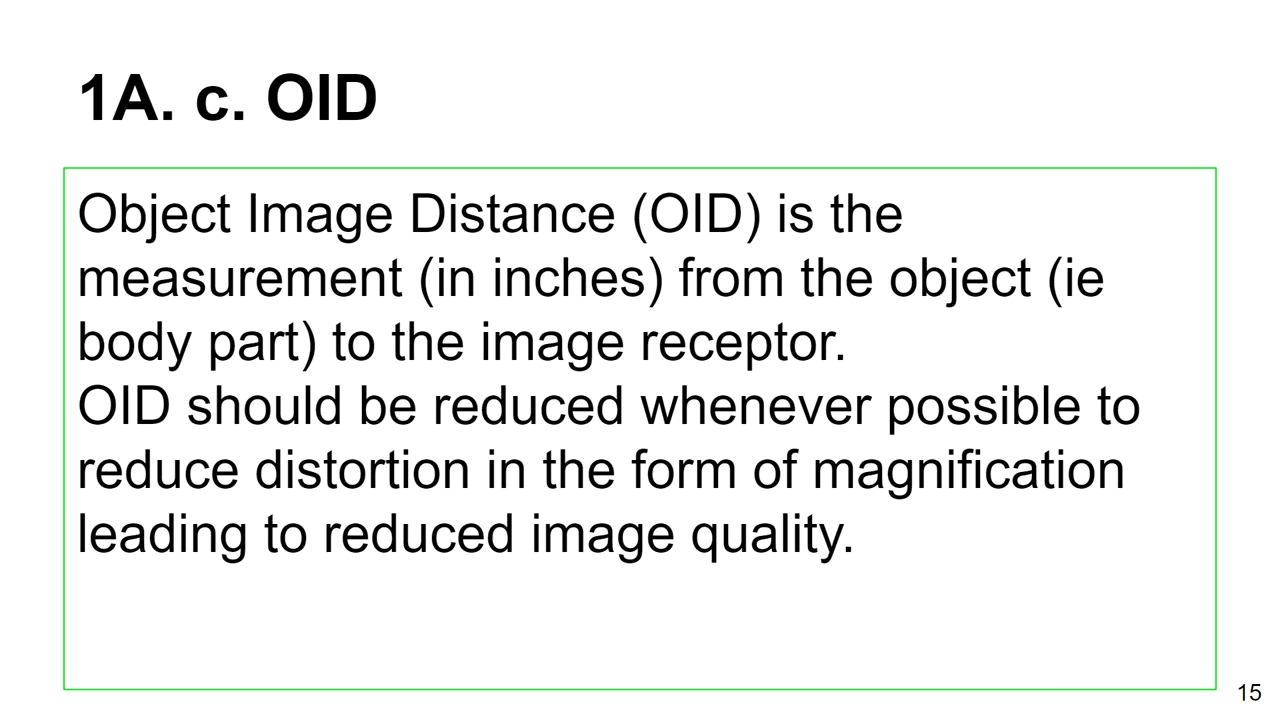 1A. c. OID
Object Image Distance (OID) is the
measurement (in inches) from the object (ie
body part) to the image receptor.
OID should be reduced whenever possible to
reduce distortion in the form of magnification
leading to reduced image quality.
15